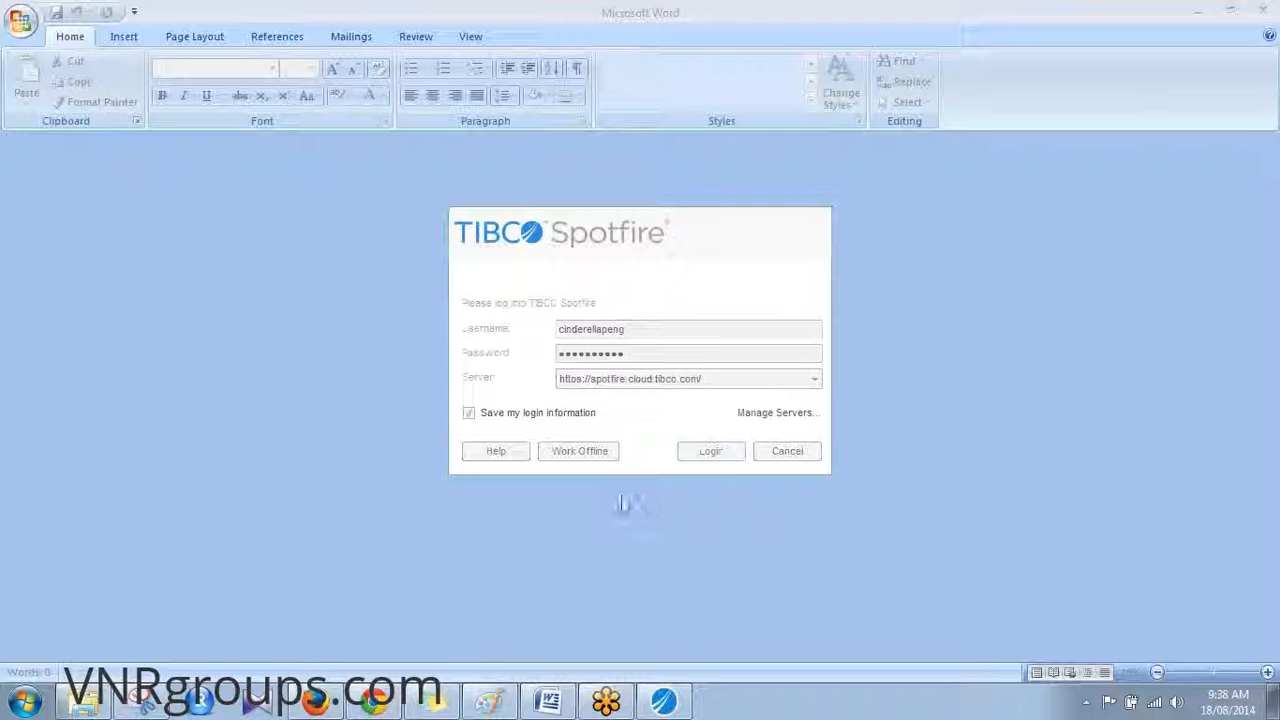 Microsoft Word
Home Insert Page Layout References Mailings Review View
Cut
Copy
Format Painter
Paste
Change Styles
Find
Replace
Select
Clipboard Font Paragraph Styles Editing
TIBCO Spotfire®
Please log into TIBCO Spotfire
Username: cinderellapeng
Password
Server: https://spotfire.cloud.tibco.com/
Save my login information Manage Servers...
Help Work Offline Login Cancel
Words: 0
VNRgroups.com
9:38 AM
18/08/2014